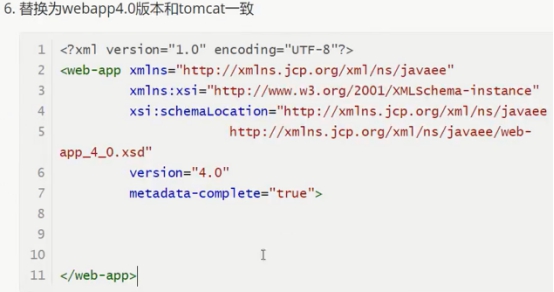 6. 替换为webapp4.0版本和tomcat一致
1 <?xml version="1.0" encoding="UTF-8"?>
2 <web-app xmlns="http://xmlns.jcp.org/xml/ns/javaee"
3 xmlns:xsi="http://www.w3.org/2001/XMLSchema-instance"
4 xsi:schemaLocation="http://xmlns.jcp.org/xml/ns/javaee
5 http://xmlns.jcp.org/xml/ns/javaee/web-
app_4_0.xsd"
6 version="4.0"
7 metadata-complete="true">
8
9
10
11 </web-app>